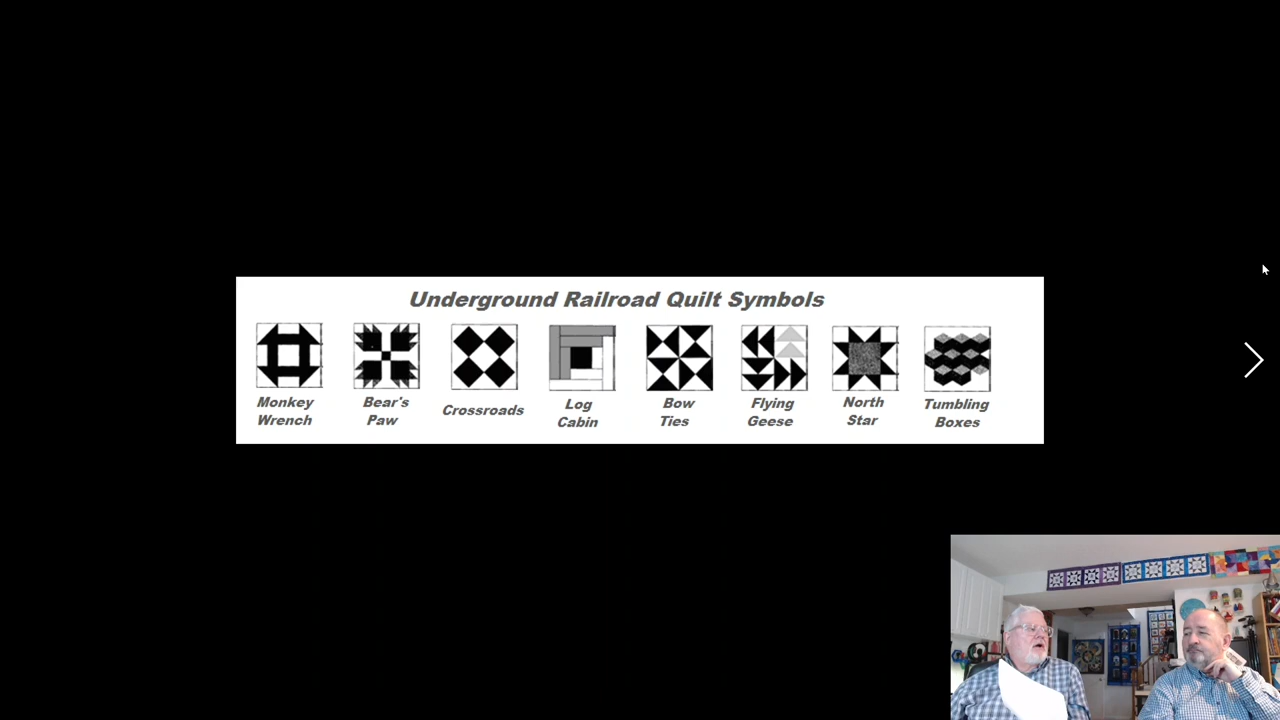 Underground Railroad Quilt Symbols
Monkey Wrench
Bear's Paw
Crossroads
Log Cabin
Bow Ties
Flying Geese
North Star
Tumbling Boxes